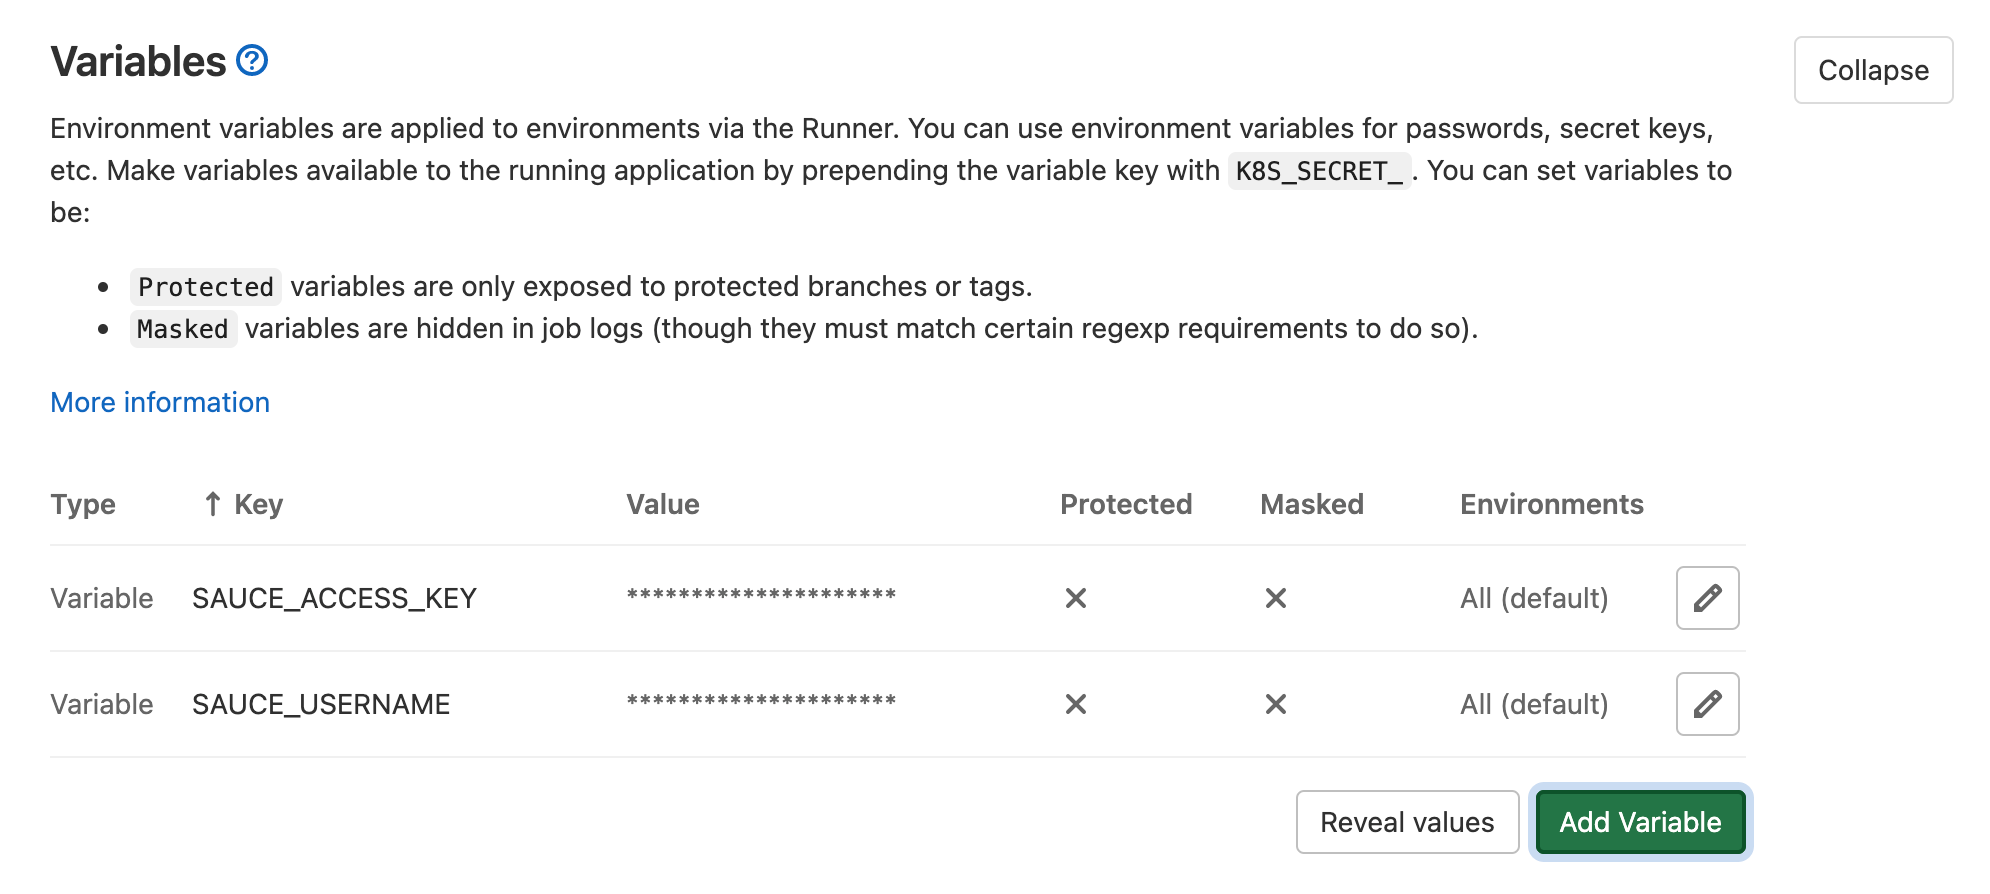 Variables
Collapse
Environment variables are applied to environments via the Runner. You can use environment variables for passwords, secret keys,
etc. Make variables available to the running application by prepending the variable key with K8S_SECRET_. You can set variables to
be:
Protected variables are only exposed to protected branches or tags.
Masked variables are hidden in job logs (though they must match certain regexp requirements to do so).
More information
Type ↑ Key Value Protected Masked Environments
Variable SAUCE_ACCESS_KEY ********************* All (default)
Variable SAUCE_USERNAME ********************* All (default)
Reveal values Add Variable